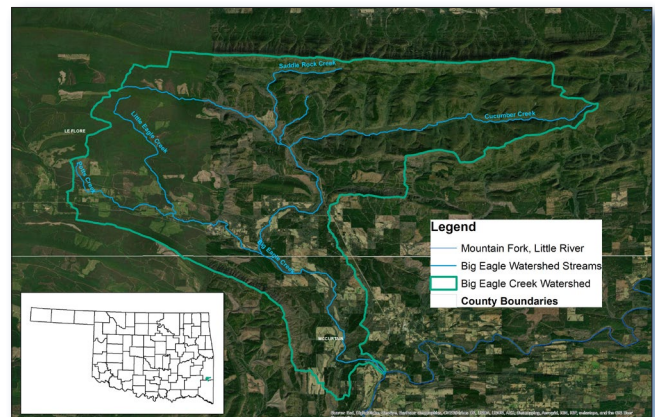 Saddle Rock Creek
Cucumber Creek
Little Eagle Creek
LE FLORE
Big Eagle Creek
MCCURTAIN
Legend
Mountain Fork, Little River
Big Eagle Watershed Streams
Big Eagle Creek Watershed
County Boundaries